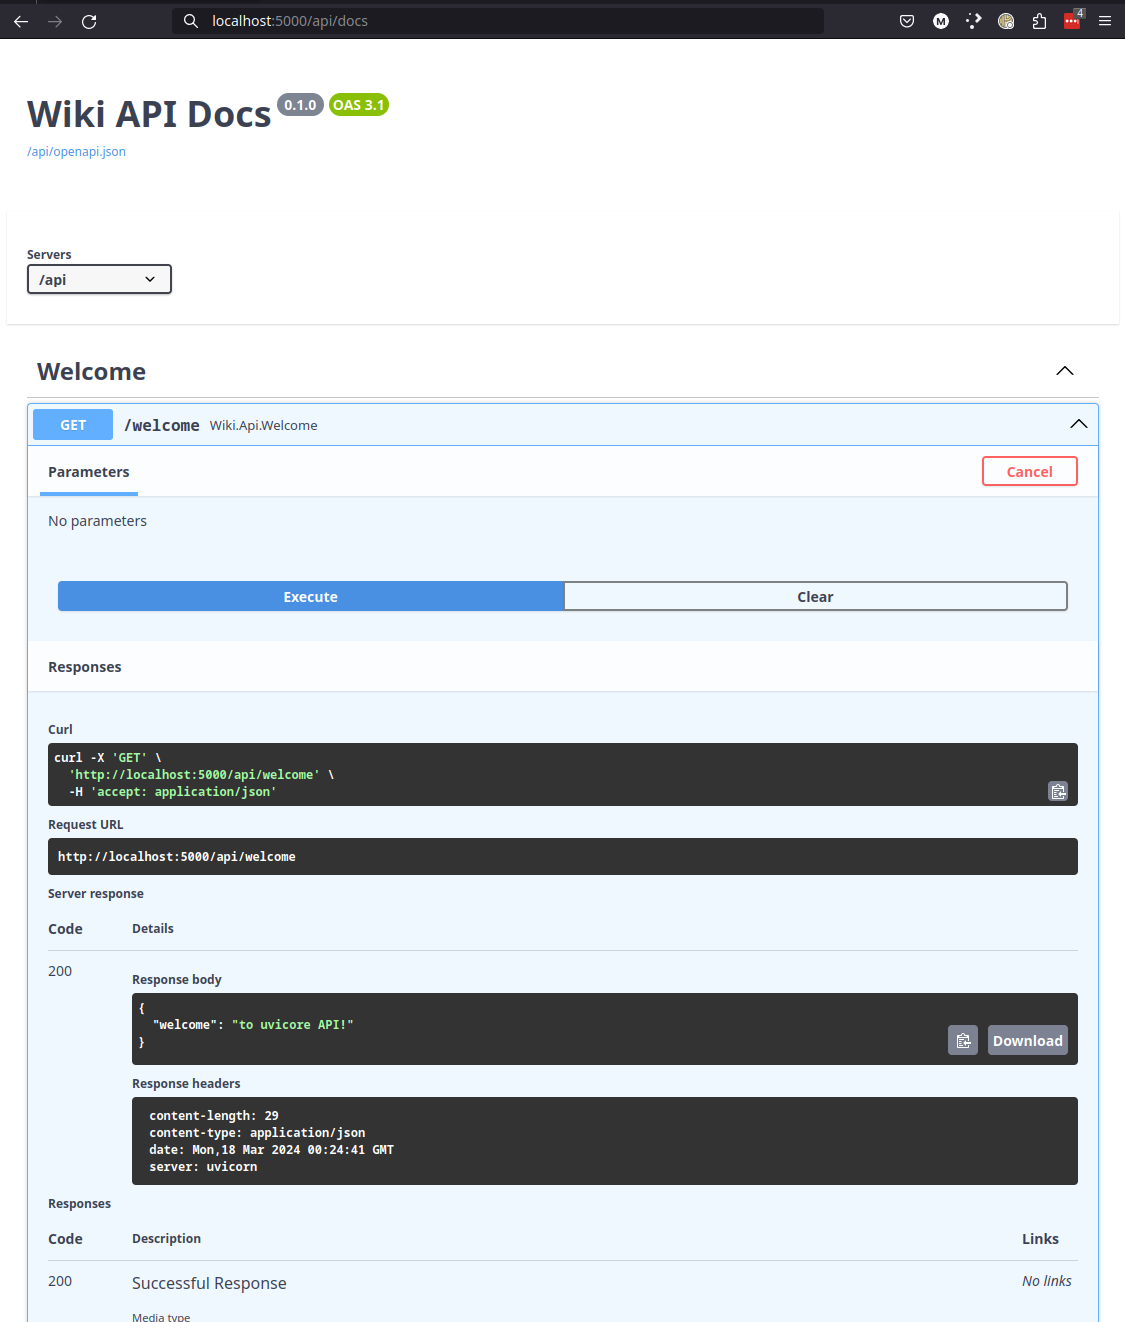 localhost:5000/api/docs
M
4
Wiki API Docs 0.1.0 OAS 3.1
/api/openapi.json
Servers
/api
Welcome
GET /welcome Wiki.Api.Welcome
Parameters Cancel
No parameters
Execute Clear
Responses
Curl
curl -X 'GET' \
'http://localhost:5000/api/welcome' \
-H 'accept: application/json'
Request URL
http://localhost:5000/api/welcome
Server response
Code Details
200
Response body
{
"welcome": "to uvicore API!"
}
Download
Response headers
content-length: 29
content-type: application/json
date: Mon,18 Mar 2024 00:24:41 GMT
server: uvicorn
Responses
Code Description Links
200 Successful Response No links
Media type